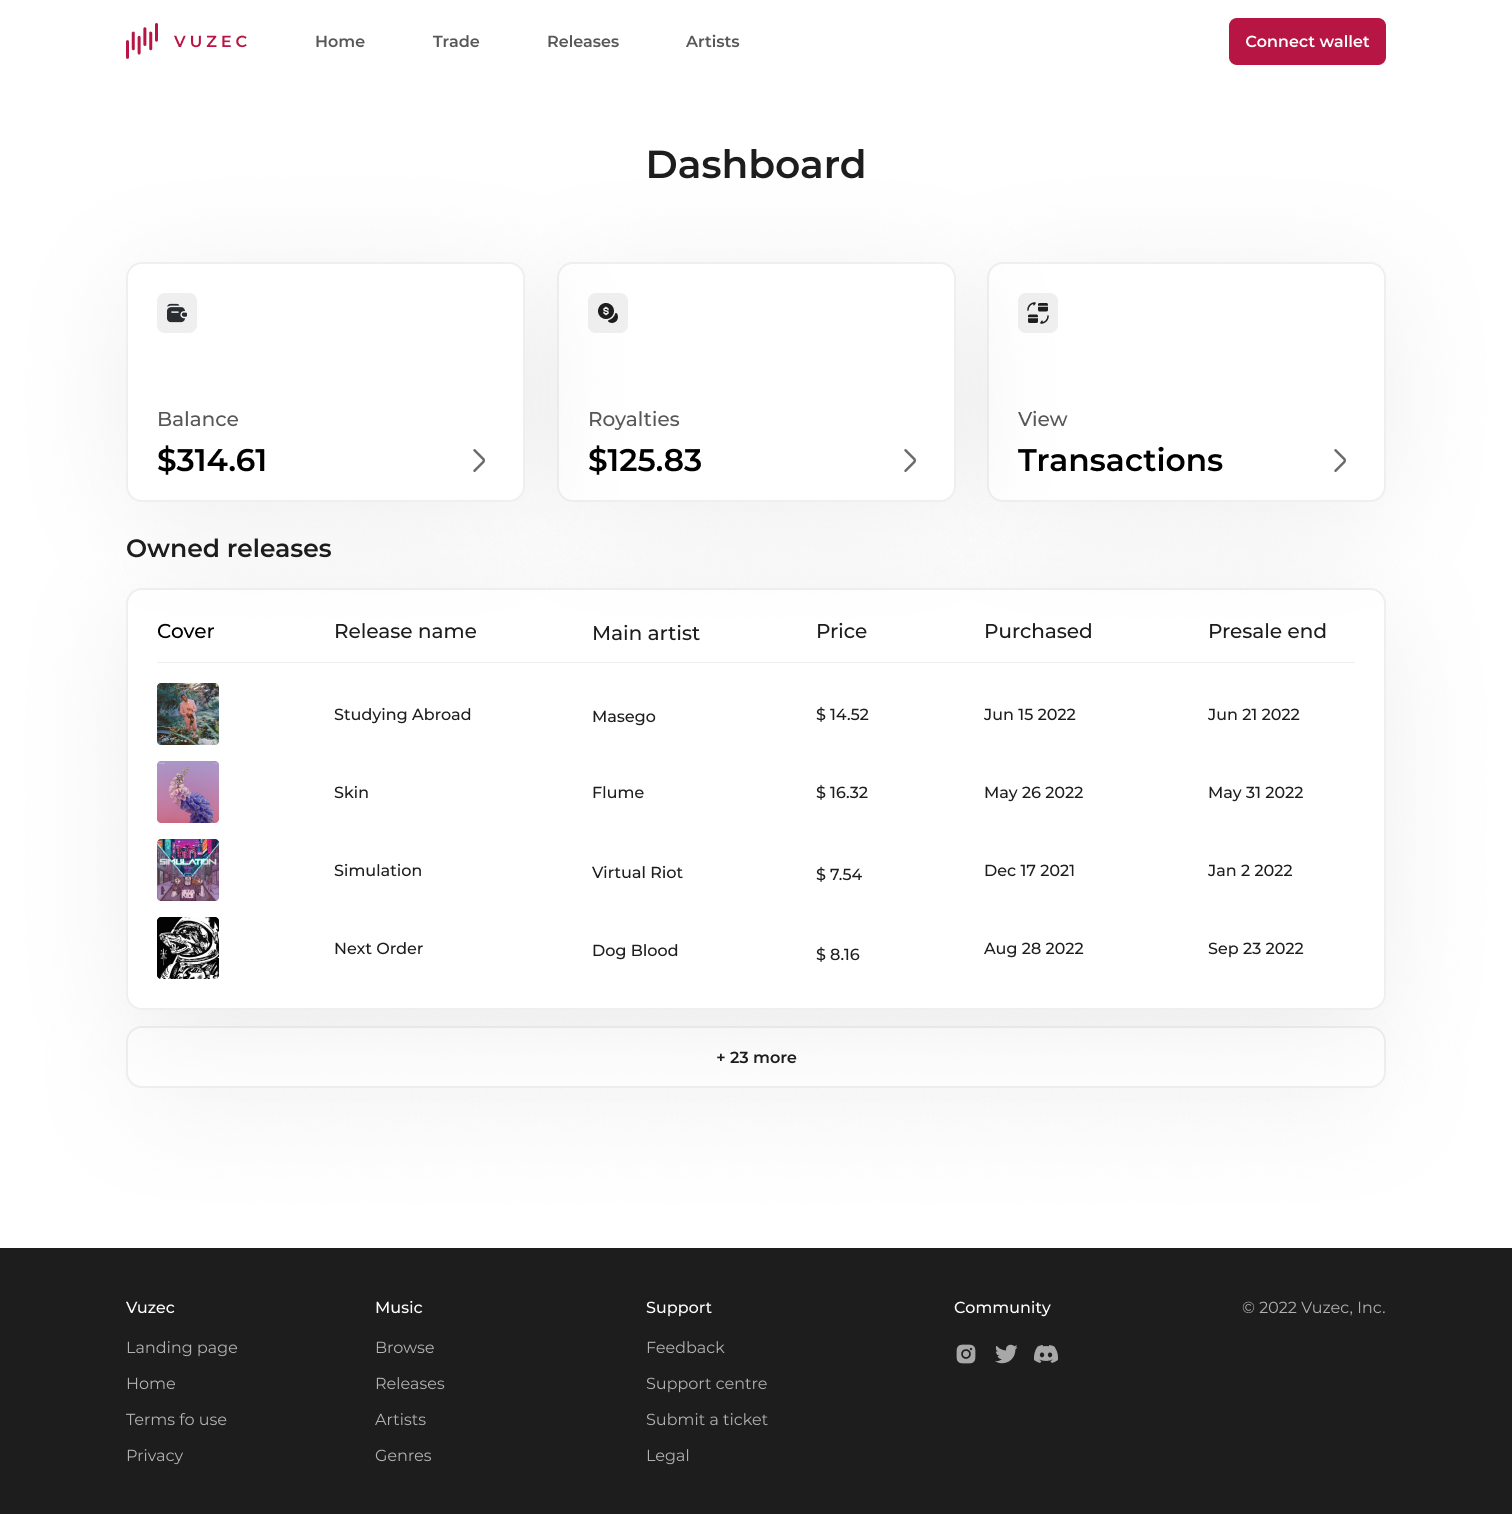 VUZEC Home Trade Releases Artists Connect wallet
Dashboard
Balance
$314.61
Royalties
$125.83
View
Transactions
Owned releases
Cover Release name Main artist Price Purchased Presale end
Studying Abroad Masego $ 14.52 Jun 15 2022 Jun 21 2022
Skin Flume $ 16.32 May 26 2022 May 31 2022
SIMULATION
Simulation Virtual Riot $ 7.54 Dec 17 2021 Jan 2 2022
Next Order Dog Blood $ 8.16 Aug 28 2022 Sep 23 2022
+ 23 more
Vuzec
Landing page
Home
Terms fo use
Privacy
Music
Browse
Releases
Artists
Genres
Support
Feedback
Support centre
Submit a ticket
Legal
Community
© 2022 Vuzec, Inc.